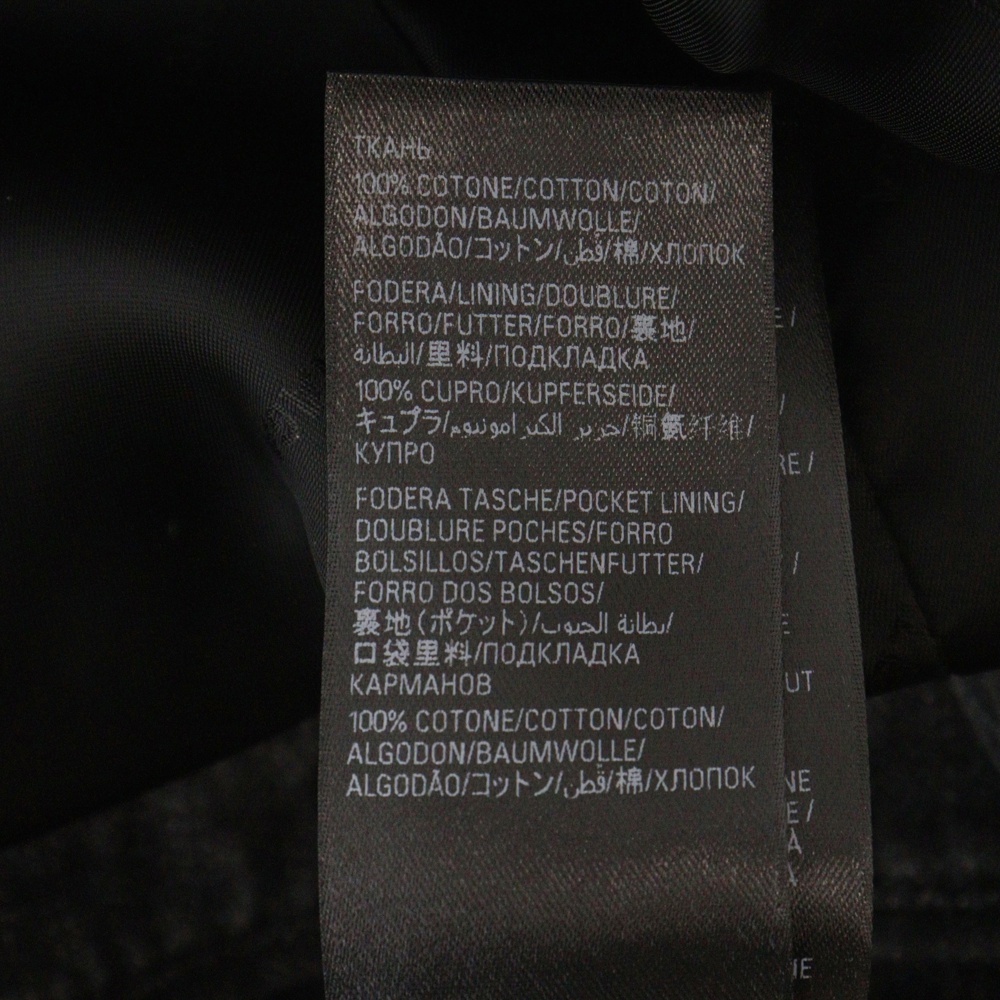 ТКАНЬ
100% COTONE/COTTON/COTON/
ALGODON/BAUMWOLLE/
ALGODÃO/コットン/قطن/棉/ХЛОПОК
FODERA/LINING/DOUBLURE/
FORRO/FUTTER/FORRO/裏地/
البطانة/里料/ПОДКЛАДКА
100% CUPRO/KUPFERSEIDE/
キュプラ/حرير الكبرامونيوم/铜氨纤维/
КУПРО
FODERA TASCHE/POCKET LINING/
DOUBLURE POCHES/FORRO
BOLSILLOS/TASCHENFUTTER/
FORRO DOS BOLSOS/
裏地(ポケット)/بطانة الجيوب/
口袋里料/ПОДКЛАДКА
КАРМАНОВ
100% COTONE/COTTON/COTON/
ALGODON/BAUMWOLLE/
ALGODÃO/コットン/قطن/棉/ХЛОПОК